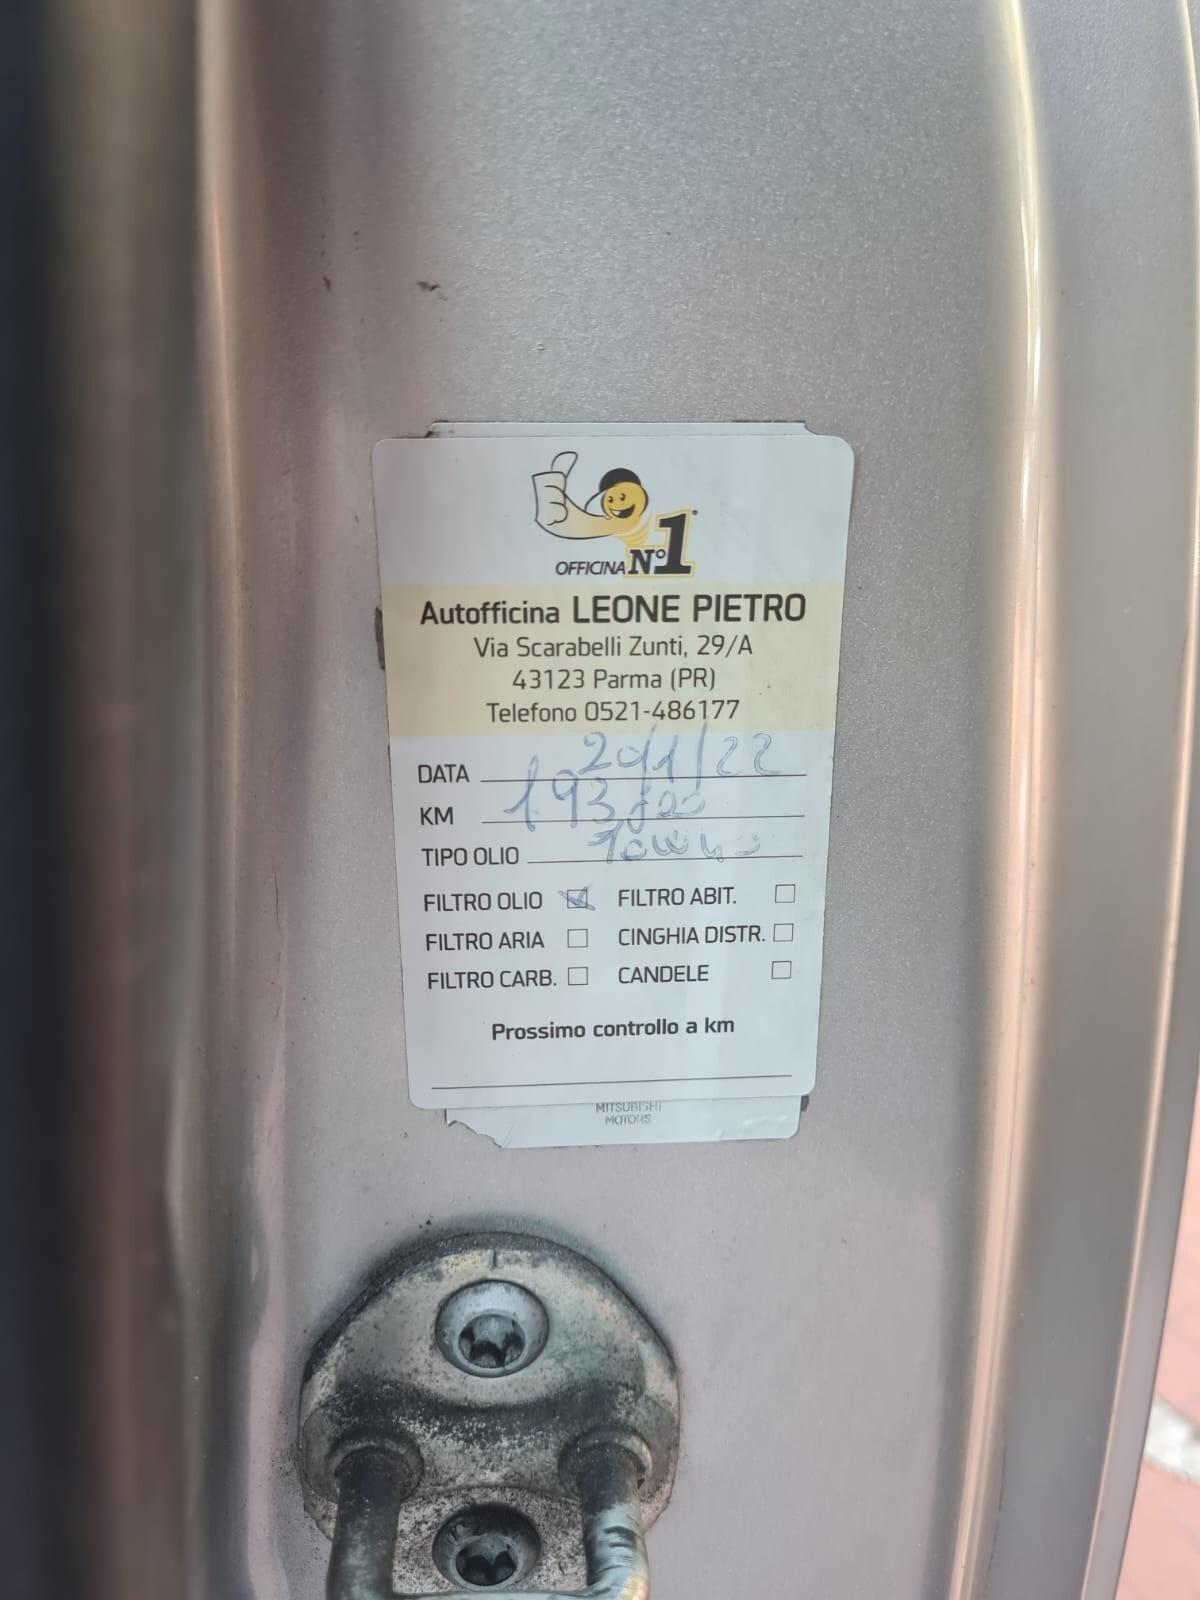 OFFICINA N°1
Autofficina LEONE PIETRO
Via Scarabelli Zunti, 29/A
43123 Parma (PR)
Telefono 0521-486177
DATA 20/1/22
KM
TIPO OLIO 10W40
FILTRO OLIO FILTRO ABIT.
FILTRO ARIA CINGHIA DISTR.
FILTRO CARB. CANDELE
Prossimo controllo a km
MITSUBISHI
MOTORS